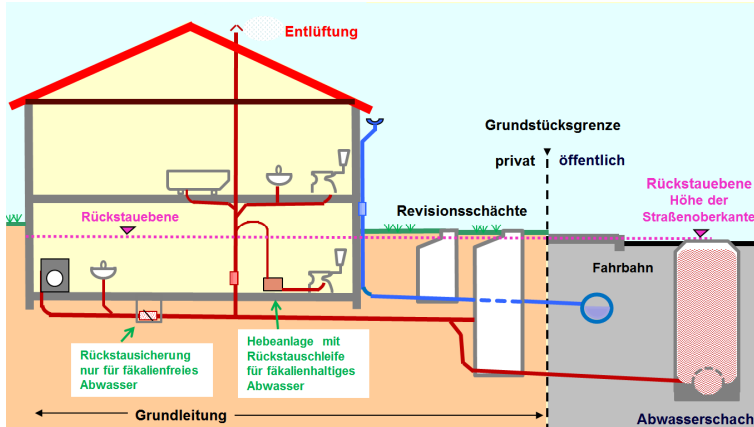 Entlüftung
Grundstücksgrenze
privat öffentlich
Rückstauebene
Höhe der
Straßenoberkante
Rückstauebene
Revisionsschächte
Fahrbahn
Rückstausicherung
nur für fäkalienfreies
Abwasser
Hebeanlage mit
Rückstauschleife
für fäkalienhaltiges
Abwasser
Grundleitung
Abwasserschach